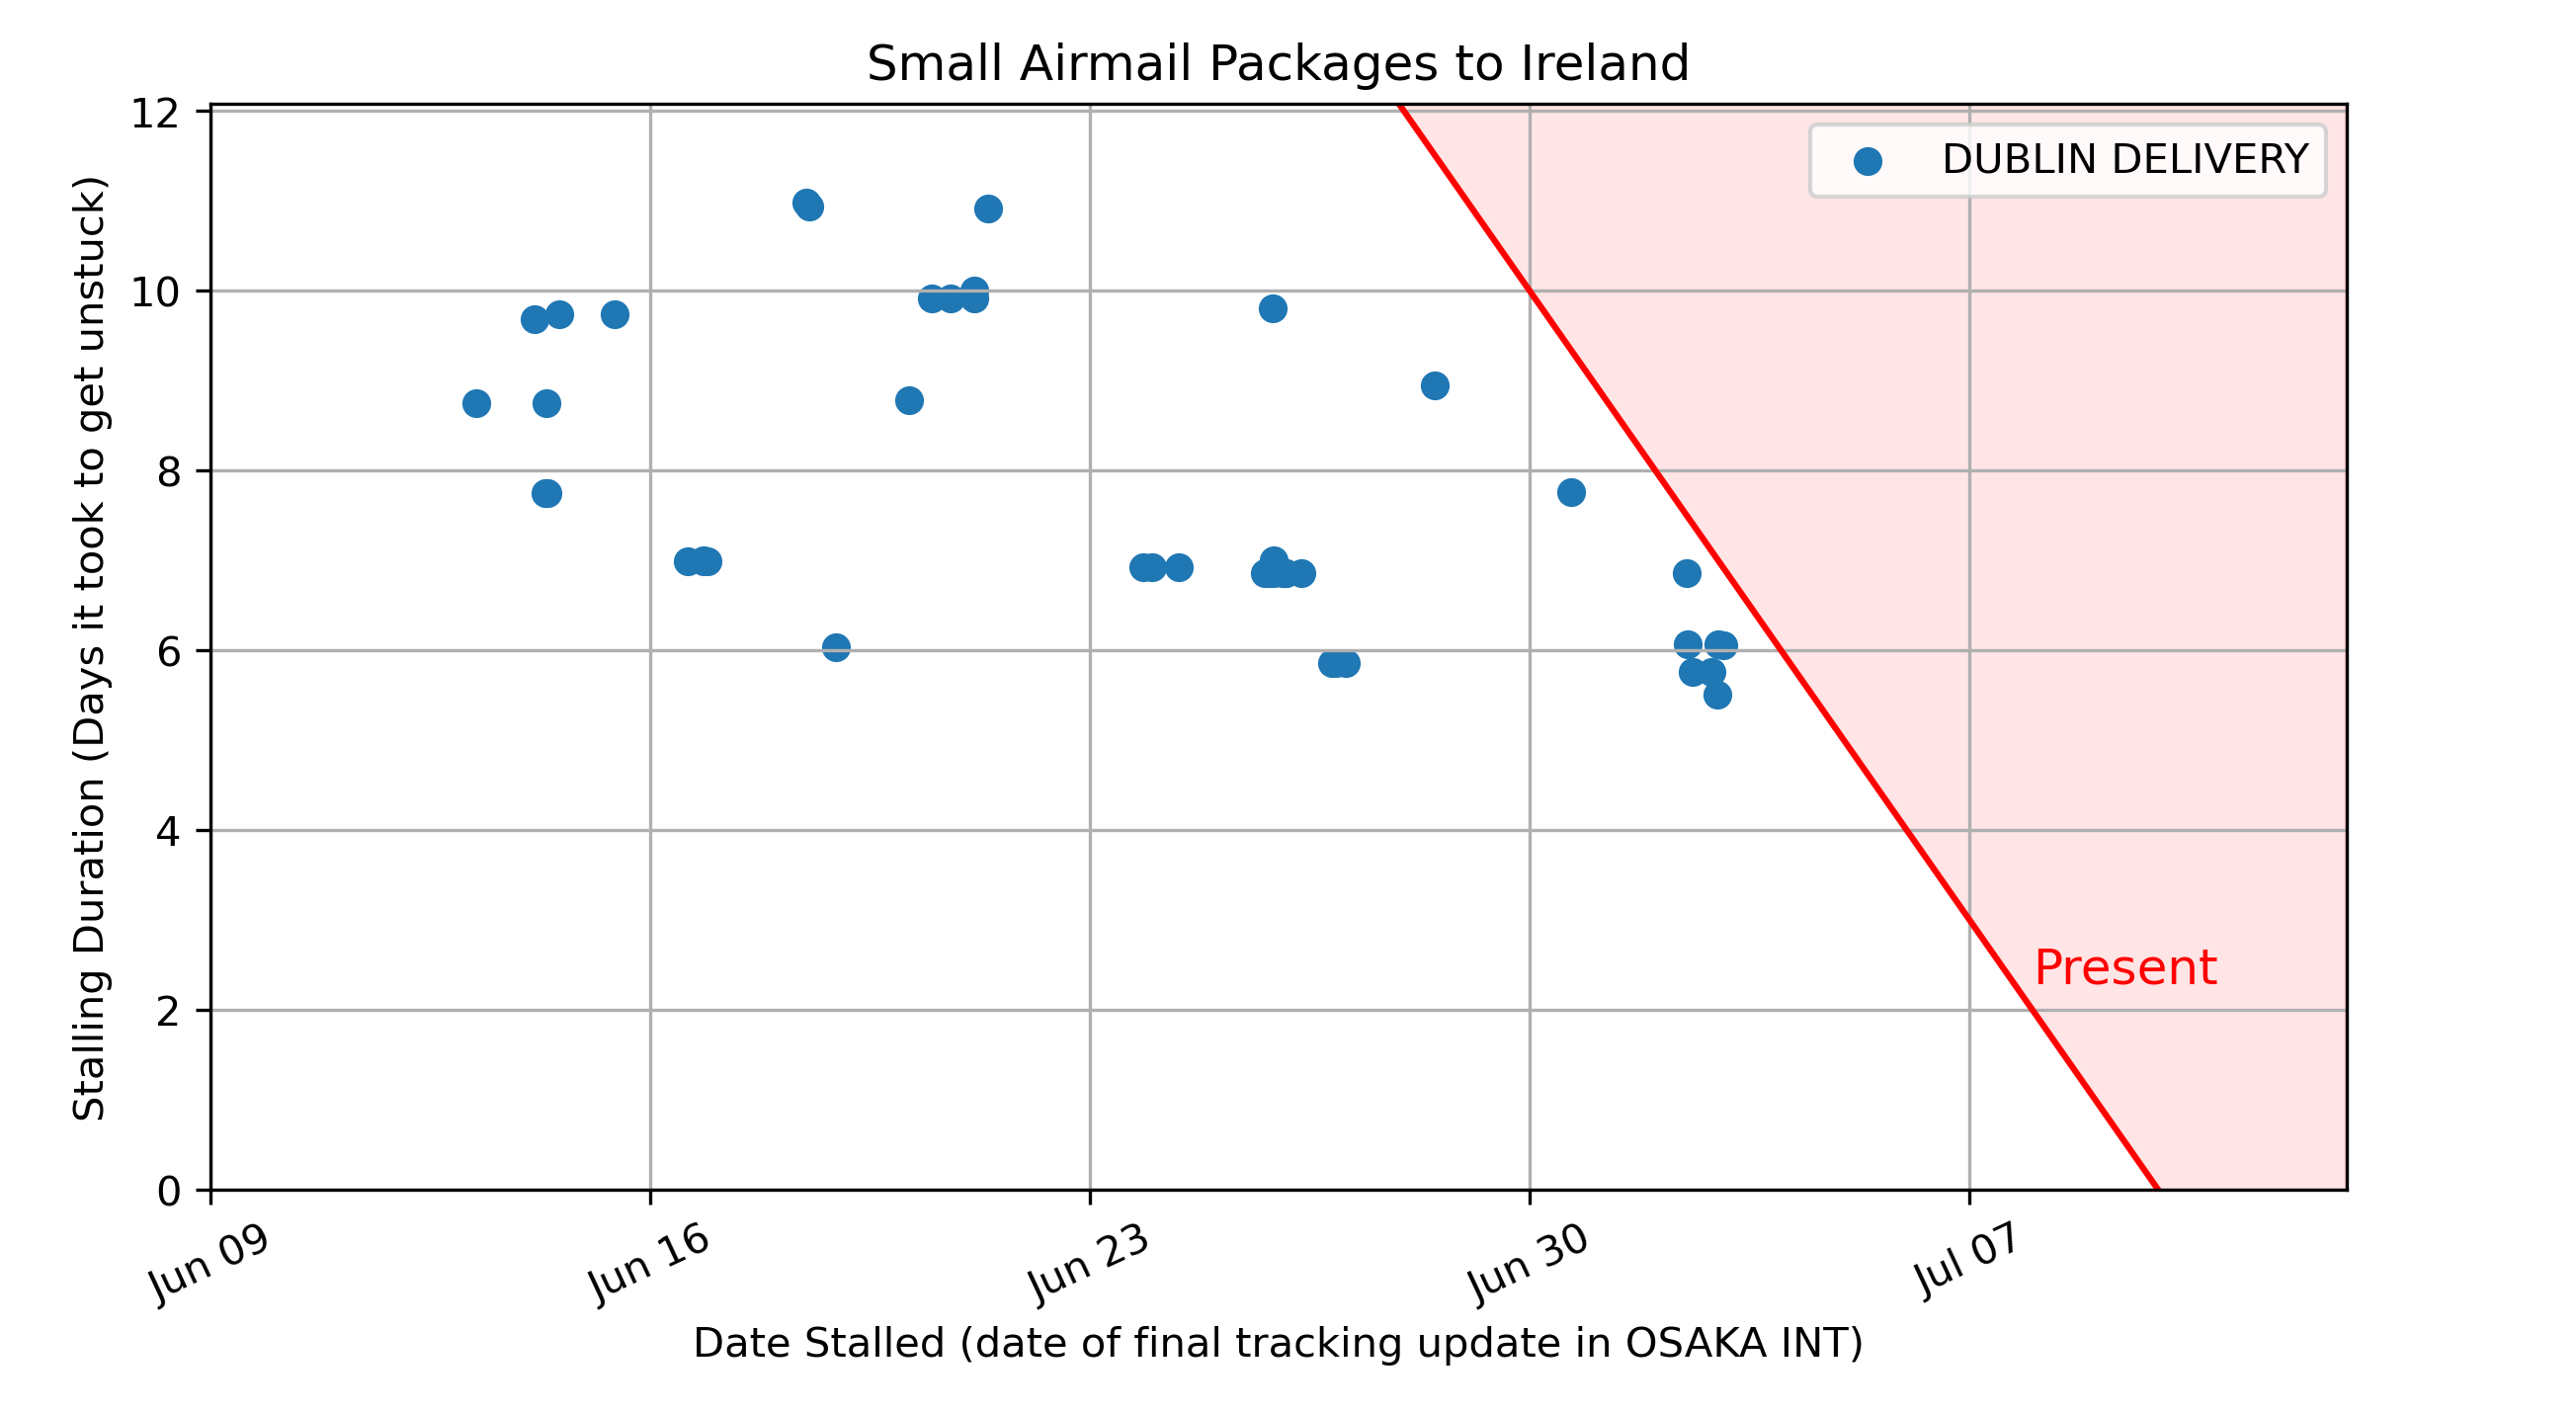 Small Airmail Packages to Ireland
Stalling Duration (Days it took to get unstuck)
12
10
8
6
4
2
0
DUBLIN DELIVERY
Present
Jun 09
Jun 16
Jun 23
Jun 30
Jul 07
Date Stalled (date of final tracking update in OSAKA INT)